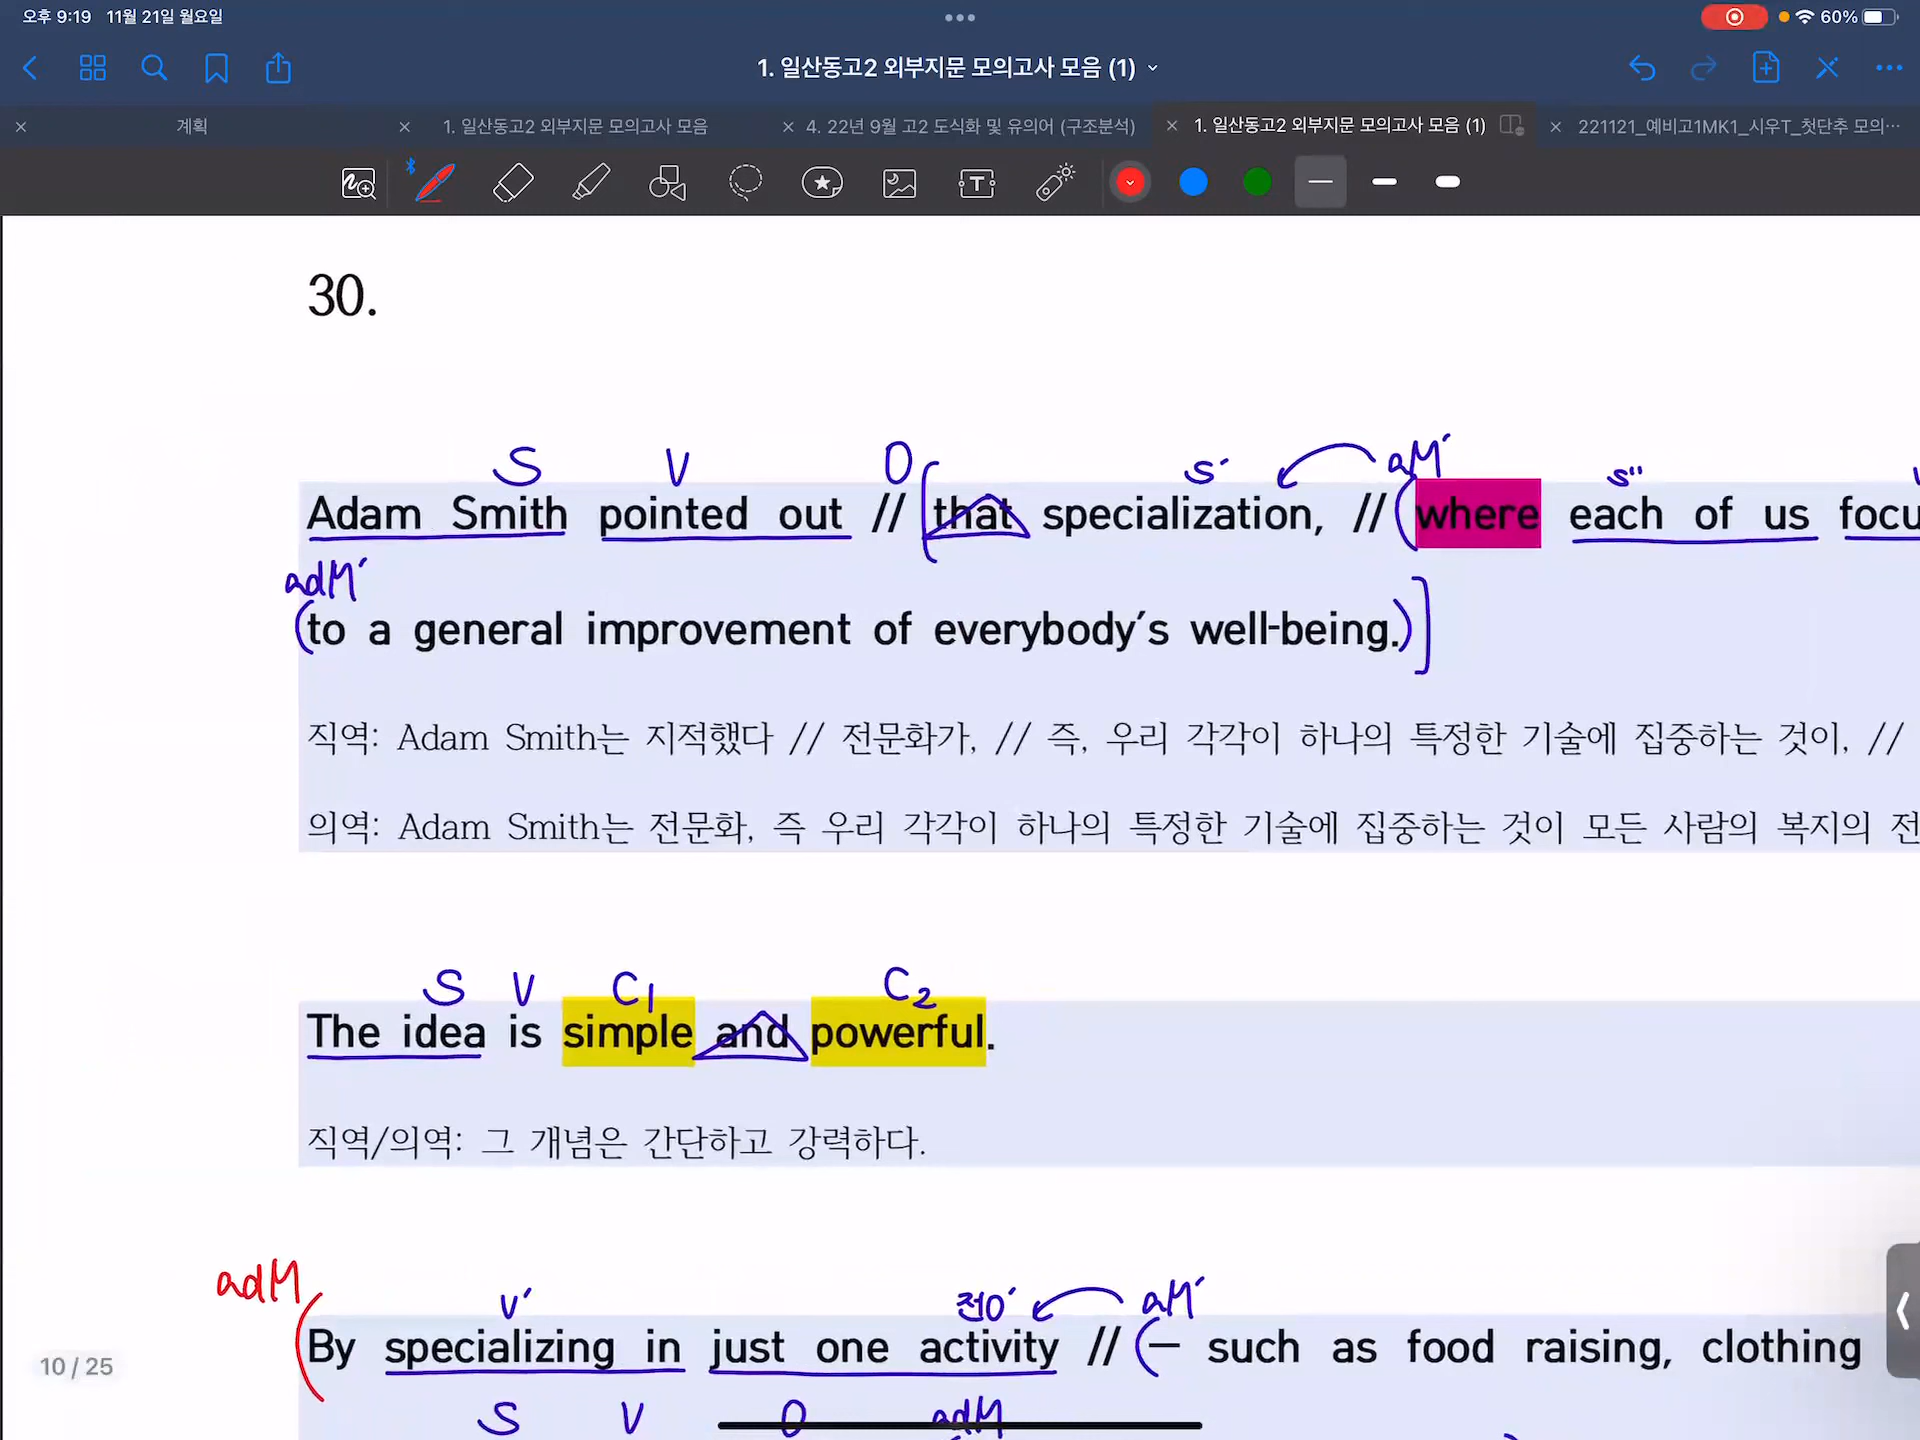 오후 9:19 11월 21일 월요일
60%
1. 일산동고2 외부지문 모의고사 모음 (1)
계획
1. 일산동고2 외부지문 모의고사 모음
4. 22년 9월 고2 도식화 및 유의어 (구조분석)
1. 일산동고2 외부지문 모의고사 모음 (1)
221121_예비고1MK1_시우T_첫단추 모의…
30.
S V O S′ aM′ S″
Adam Smith pointed out // [that specialization, // (where each of us focu
adM′
(to a general improvement of everybody′s well-being.)]
직역: Adam Smith는 지적했다 // 전문화가, // 즉, 우리 각각이 하나의 특정한 기술에 집중하는 것이, //
의역: Adam Smith는 전문화, 즉 우리 각각이 하나의 특정한 기술에 집중하는 것이 모든 사람의 복지의 전
S V C1 C2
The idea is simple and powerful.
직역/의역: 그 개념은 간단하고 강력하다.
adM V′ 전O′ aM′
(By specializing in just one activity // (– such as food raising, clothing
10 / 25
S V O adM